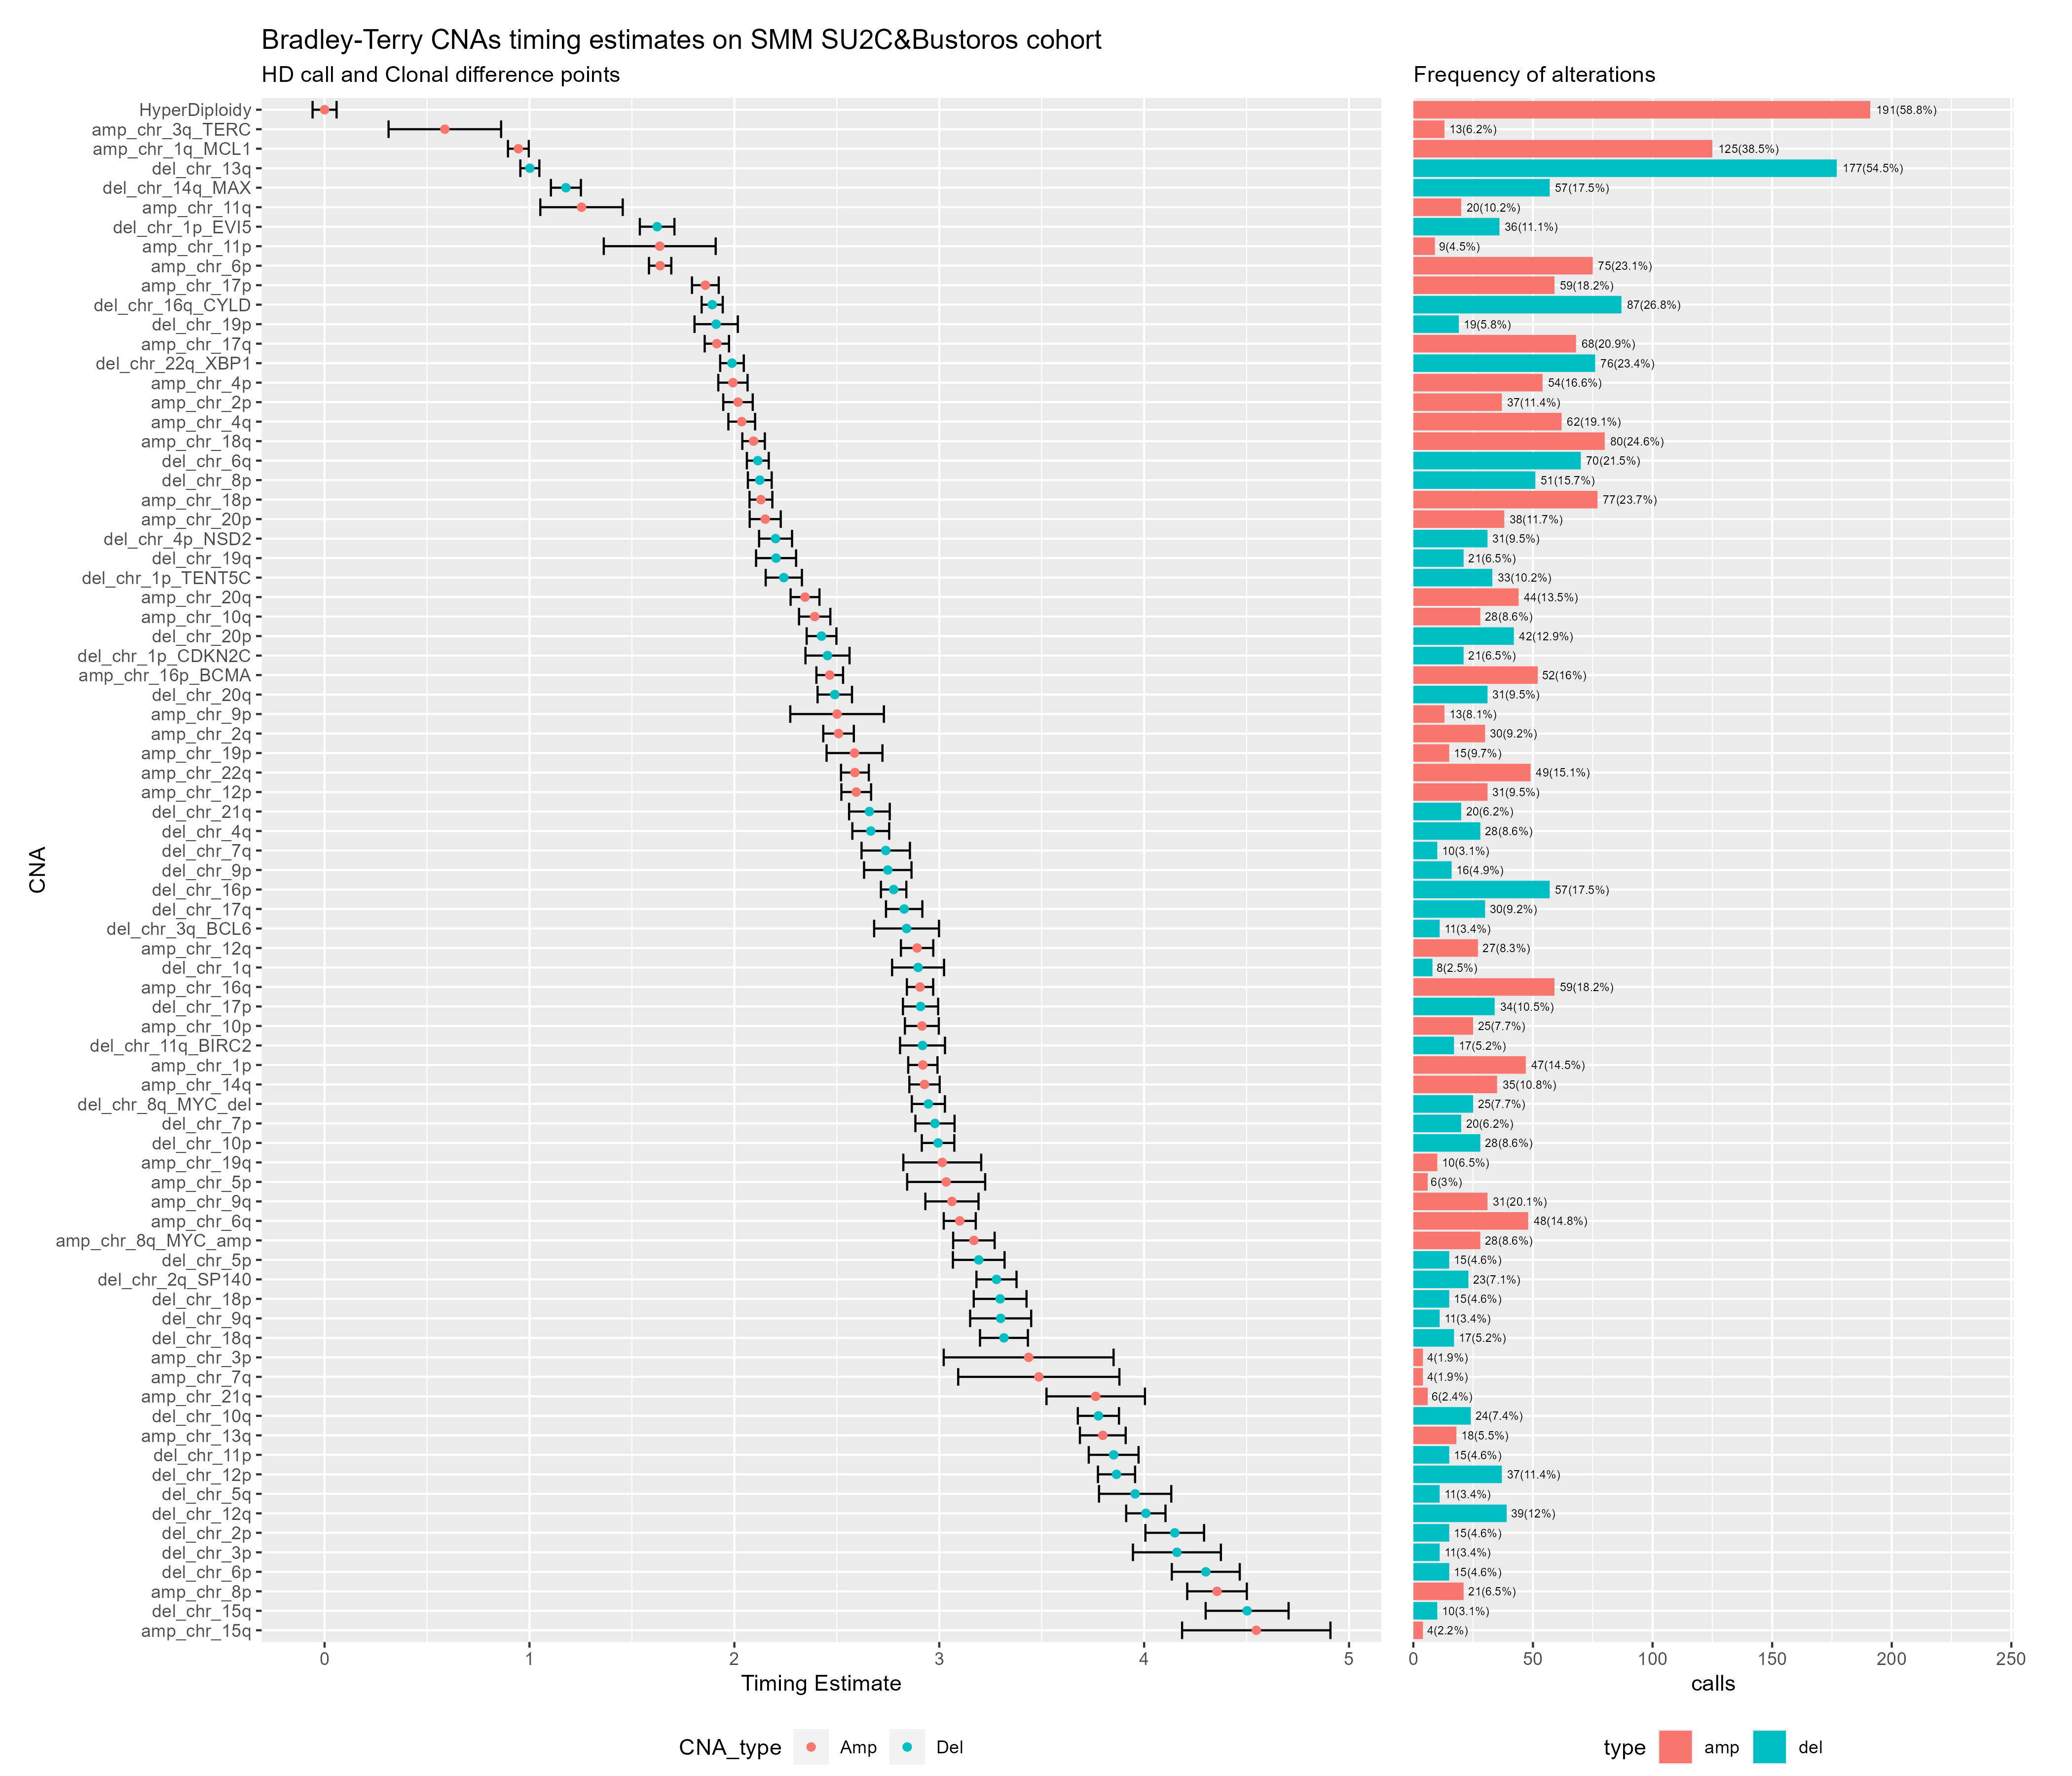 Bradley-Terry CNAs timing estimates on SMM SU2C&Bustoros cohort
HD call and Clonal difference points
Frequency of alterations
CNA
HyperDiploidy 191(58.8%)
amp_chr_3q_TERC 13(6.2%)
amp_chr_1q_MCL1 125(38.5%)
del_chr_13q 177(54.5%)
del_chr_14q_MAX 57(17.5%)
amp_chr_11q 20(10.2%)
del_chr_1p_EVI5 36(11.1%)
amp_chr_11p 9(4.5%)
amp_chr_6p 75(23.1%)
amp_chr_17p 59(18.2%)
del_chr_16q_CYLD 87(26.8%)
del_chr_19p 19(5.8%)
amp_chr_17q 68(20.9%)
del_chr_22q_XBP1 76(23.4%)
amp_chr_4p 54(16.6%)
amp_chr_2p 37(11.4%)
amp_chr_4q 62(19.1%)
amp_chr_18q 80(24.6%)
del_chr_6q 70(21.5%)
del_chr_8p 51(15.7%)
amp_chr_18p 77(23.7%)
amp_chr_20p 38(11.7%)
del_chr_4p_NSD2 31(9.5%)
del_chr_19q 21(6.5%)
del_chr_1p_TENT5C 33(10.2%)
amp_chr_20q 44(13.5%)
amp_chr_10q 28(8.6%)
del_chr_20p 42(12.9%)
del_chr_1p_CDKN2C 21(6.5%)
amp_chr_16p_BCMA 52(16%)
del_chr_20q 31(9.5%)
amp_chr_9p 13(8.1%)
amp_chr_2q 30(9.2%)
amp_chr_19p 15(9.7%)
amp_chr_22q 49(15.1%)
amp_chr_12p 31(9.5%)
del_chr_21q 20(6.2%)
del_chr_4q 28(8.6%)
del_chr_7q 10(3.1%)
del_chr_9p 16(4.9%)
del_chr_16p 57(17.5%)
del_chr_17q 30(9.2%)
del_chr_3q_BCL6 11(3.4%)
amp_chr_12q 27(8.3%)
del_chr_1q 8(2.5%)
amp_chr_16q 59(18.2%)
del_chr_17p 34(10.5%)
amp_chr_10p 25(7.7%)
del_chr_11q_BIRC2 17(5.2%)
amp_chr_1p 47(14.5%)
amp_chr_14q 35(10.8%)
del_chr_8q_MYC_del 25(7.7%)
del_chr_7p 20(6.2%)
del_chr_10p 28(8.6%)
amp_chr_19q 10(6.5%)
amp_chr_5p 6(3%)
amp_chr_9q 31(20.1%)
amp_chr_6q 48(14.8%)
amp_chr_8q_MYC_amp 28(8.6%)
del_chr_5p 15(4.6%)
del_chr_2q_SP140 23(7.1%)
del_chr_18p 15(4.6%)
del_chr_9q 11(3.4%)
del_chr_18q 17(5.2%)
amp_chr_3p 4(1.9%)
amp_chr_7q 4(1.9%)
amp_chr_21q 6(2.4%)
del_chr_10q 24(7.4%)
amp_chr_13q 18(5.5%)
del_chr_11p 15(4.6%)
del_chr_12p 37(11.4%)
del_chr_5q 11(3.4%)
del_chr_12q 39(12%)
del_chr_2p 15(4.6%)
del_chr_3p 11(3.4%)
del_chr_6p 15(4.6%)
amp_chr_8p 21(6.5%)
del_chr_15q 10(3.1%)
amp_chr_15q 4(2.2%)
0 1 2 3 4 5
Timing Estimate
0 50 100 150 200 250
calls
CNA_type Amp Del
type amp del